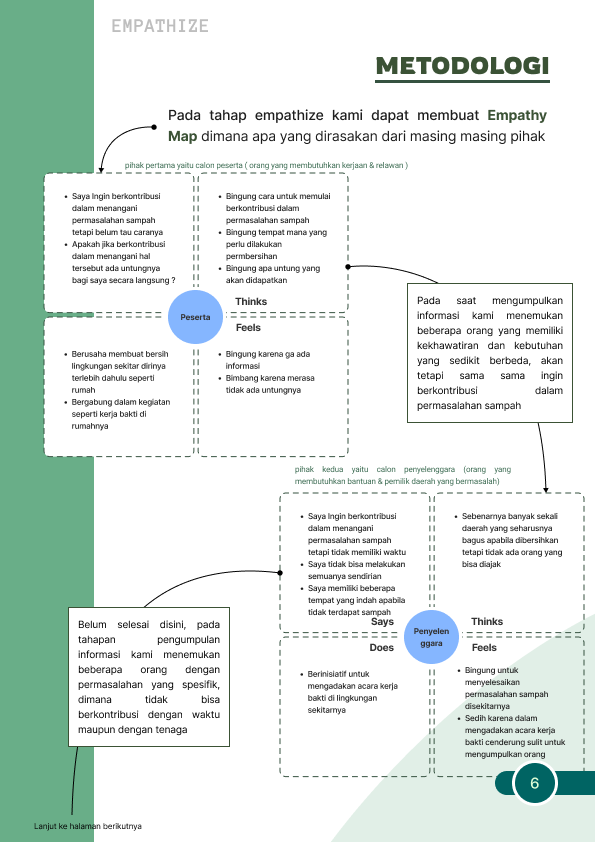 EMPATHIZE
METODOLOGI
Pada tahap empathize kami dapat membuat Empathy
Map dimana apa yang dirasakan dari masing masing pihak
pihak pertama yaitu calon peserta ( orang yang membutuhkan kerjaan & relawan )
• Saya Ingin berkontribusi
dalam menangani
permasalahan sampah
tetapi belum tau caranya
• Apakah jika berkontribusi
dalam menangani hal
tersebut ada untungnya
bagi saya secara langsung ?
• Bingung cara untuk memulai
berkontribusi dalam
permasalahan sampah
• Bingung tempat mana yang
perlu dilakukan
permbersihan
• Bingung apa untung yang
akan didapatkan
Thinks
Peserta
Feels
• Berusaha membuat bersih
lingkungan sekitar dirinya
terlebih dahulu seperti
rumah
• Bergabung dalam kegiatan
seperti kerja bakti di
rumahnya
• Bingung karena ga ada
informasi
• Bimbang karena merasa
tidak ada untungnya
Pada saat mengumpulkan
informasi kami menemukan
beberapa orang yang memiliki
kekhawatiran dan kebutuhan
yang sedikit berbeda, akan
tetapi sama sama ingin
berkontribusi dalam
permasalahan sampah
pihak kedua yaitu calon penyelenggara (orang yang
membutuhkan bantuan & pemilik daerah yang bermasalah)
• Saya Ingin berkontribusi
dalam menangani
permasalahan sampah
tetapi tidak memiliki waktu
• Saya tidak bisa melakukan
semuanya sendirian
• Saya memiliki beberapa
tempat yang indah apabila
tidak terdapat sampah
Says
• Sebenarnya banyak sekali
daerah yang seharusnya
bagus apabila dibersihkan
tetapi tidak ada orang yang
bisa diajak
Thinks
Penyelen
ggara
Does
Feels
• Berinisiatif untuk
mengadakan acara kerja
bakti di lingkungan
sekitarnya
• Bingung untuk
menyelesaikan
permasalahan sampah
disekitarnya
• Sedih karena dalam
mengadakan acara kerja
bakti cenderung sulit untuk
mengumpulkan orang
Belum selesai disini, pada
tahapan pengumpulan
informasi kami menemukan
beberapa orang dengan
permasalahan yang spesifik,
dimana tidak bisa
berkontribusi dengan waktu
maupun dengan tenaga
6
Lanjut ke halaman berikutnya